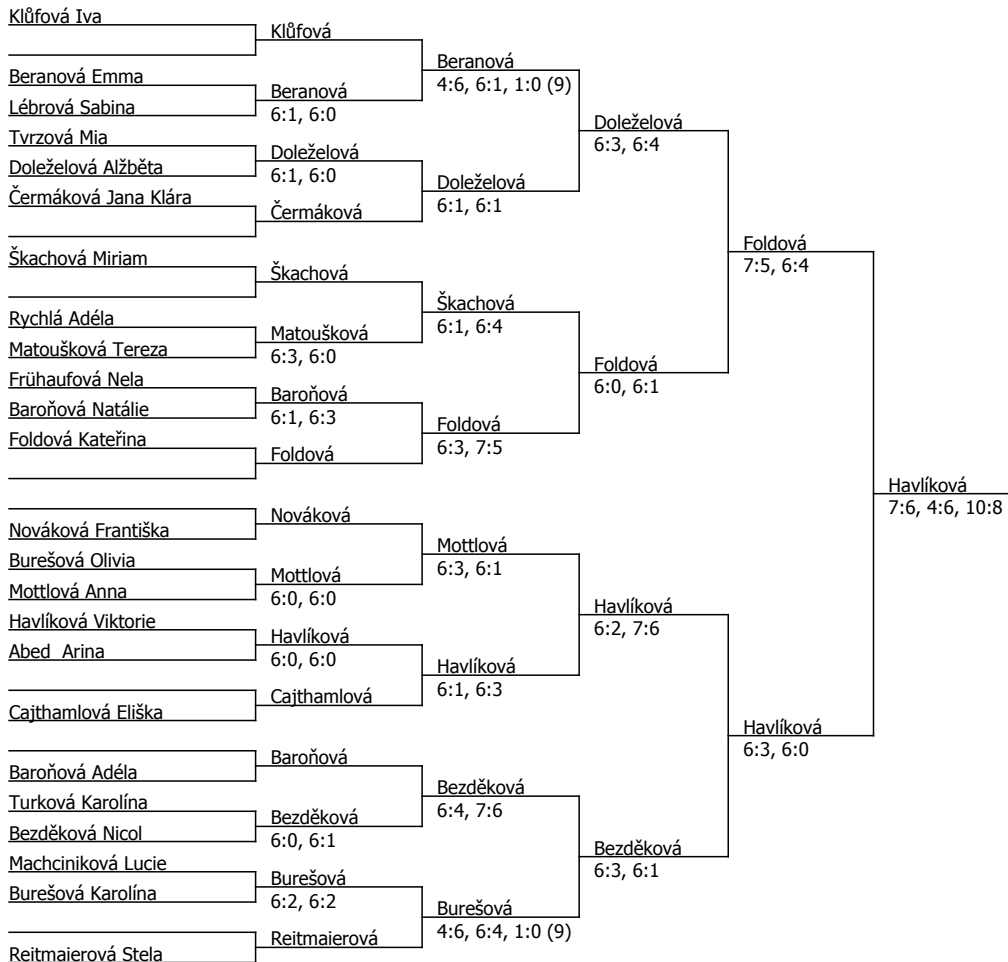 Klůfová Iva
Beranová Emma
Lébrová Sabina
Tvrzová Mia
Doleželová Alžběta
Čermáková Jana Klára
Škachová Miriam
Rychlá Adéla
Matoušková Tereza
Frühaufová Nela
Baroňová Natálie
Foldová Kateřina
Nováková Františka
Burešová Olivia
Mottlová Anna
Havlíková Viktorie
Abed  Arina
Cajthamlová Eliška
Baroňová Adéla
Turková Karolína
Bezděková Nicol
Machciniková Lucie
Burešová Karolína
Reitmaierová Stela
Klůfová
Beranová
6:1, 6:0
Doleželová
6:1, 6:0
Čermáková
Škachová
Matoušková
6:3, 6:0
Baroňová
6:1, 6:3
Foldová
Nováková
Mottlová
6:0, 6:0
Havlíková
6:0, 6:0
Cajthamlová
Baroňová
Bezděková
6:0, 6:1
Burešová
6:2, 6:2
Reitmaierová
Beranová
4:6, 6:1, 1:0 (9)
Doleželová
6:1, 6:1
Škachová
6:1, 6:4
Foldová
6:3, 7:5
Mottlová
6:3, 6:1
Havlíková
6:1, 6:3
Bezděková
6:4, 7:6
Burešová
4:6, 6:4, 1:0 (9)
Doleželová
6:3, 6:4
Foldová
6:0, 6:1
Havlíková
6:2, 7:6
Bezděková
6:3, 6:1
Foldová
7:5, 6:4
Havlíková
6:3, 6:0
Havlíková
7:6, 4:6, 10:8